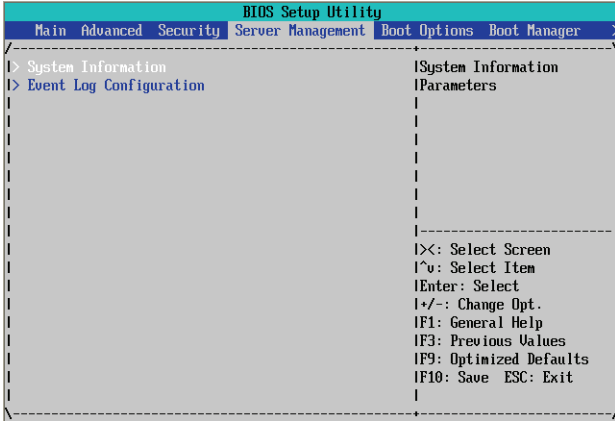 BIOS Setup Utility
Main Advanced Security Server Management Boot Options Boot Manager >
> System Information
> Event Log Configuration
System Information
Parameters
><: Select Screen
^v: Select Item
Enter: Select
+/-: Change Opt.
F1: General Help
F3: Previous Values
F9: Optimized Defaults
F10: Save ESC: Exit